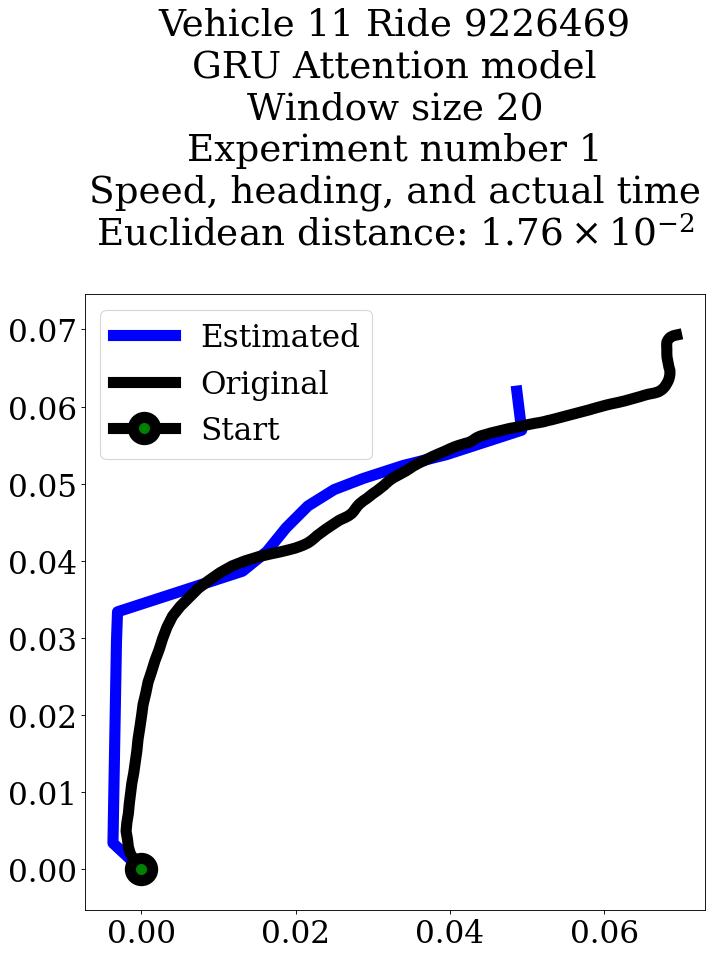 Vehicle 11 Ride 9226469
GRU Attention model
Window size 20
Experiment number 1
Speed, heading, and actual time
Euclidean distance: 1.76 × 10⁻²
Estimated
Original
Start
0.07
0.06
0.05
0.04
0.03
0.02
0.01
0.00
0.00 0.02 0.04 0.06